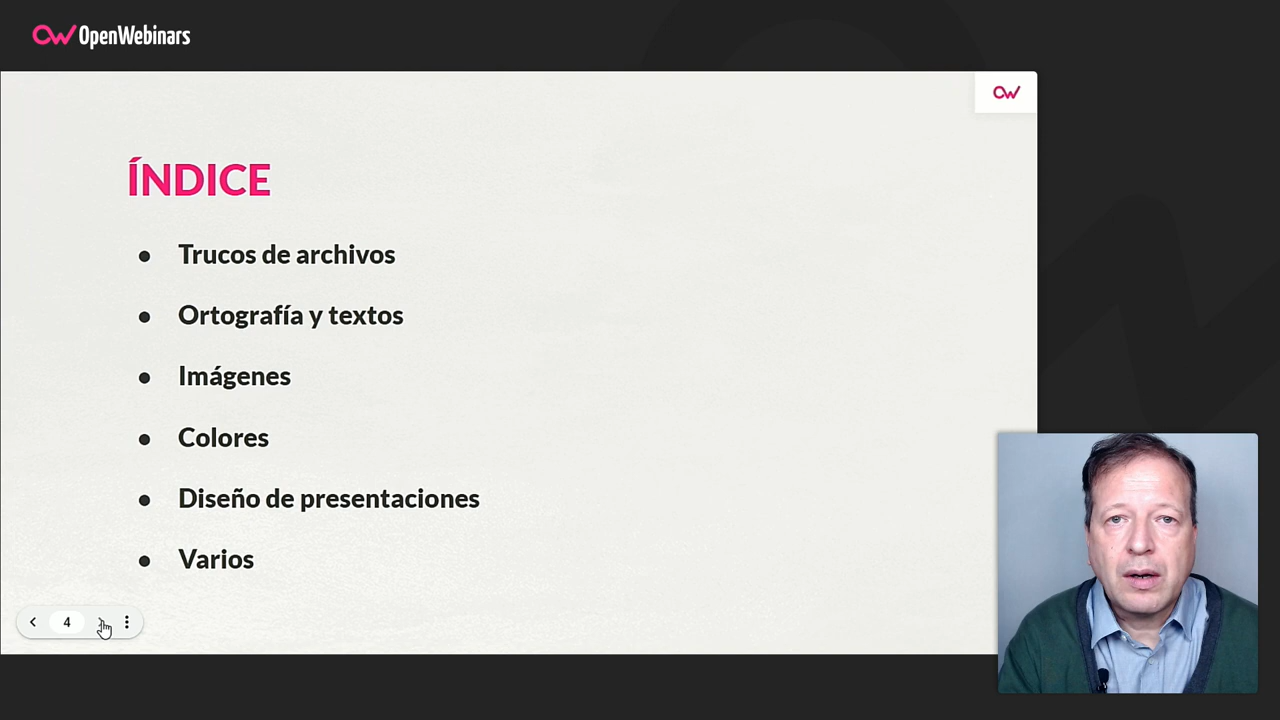 OpenWebinars
ÍNDICE
● Trucos de archivos
● Ortografía y textos
● Imágenes
● Colores
● Diseño de presentaciones
● Varios
4